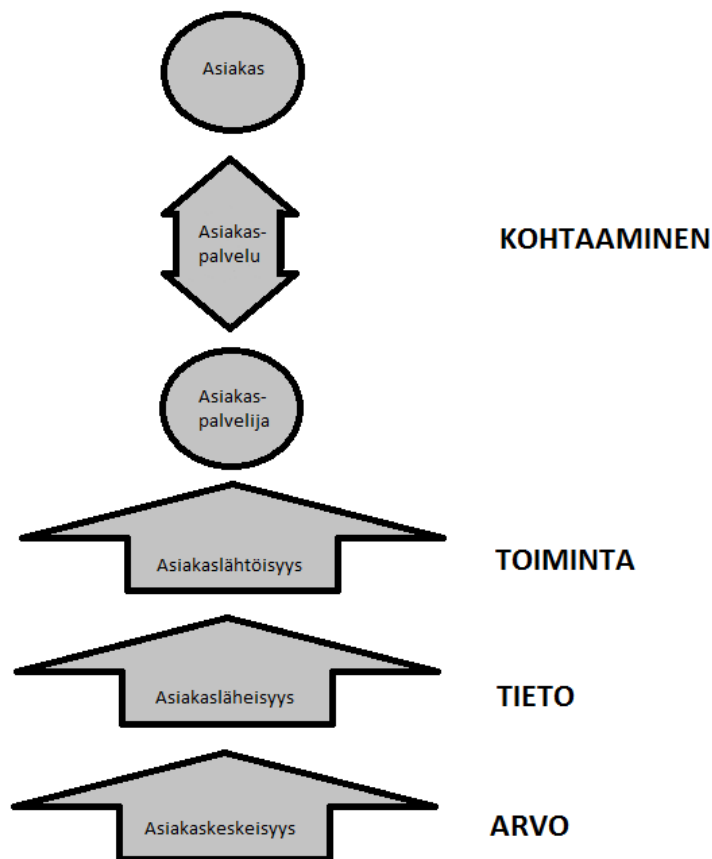 Asiakas
Asiakas-
palvelu
KOHTAAMINEN
Asiakas-
palvelija
Asiakaslähtöisyys
TOIMINTA
Asiakasläheisyys
TIETO
Asiakaskeskeisyys
ARVO